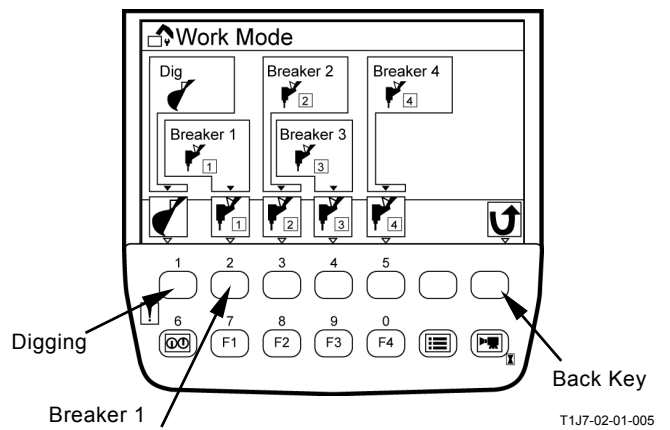 Work Mode
Dig
Breaker 2
2
Breaker 4
4
Breaker 1
1
Breaker 3
3
1
2
3
4
1
2
3
4
5
!
6
7
8
9
0
F1
F2
F3
F4
Digging
Back Key
Breaker 1
T1J7-02-01-005